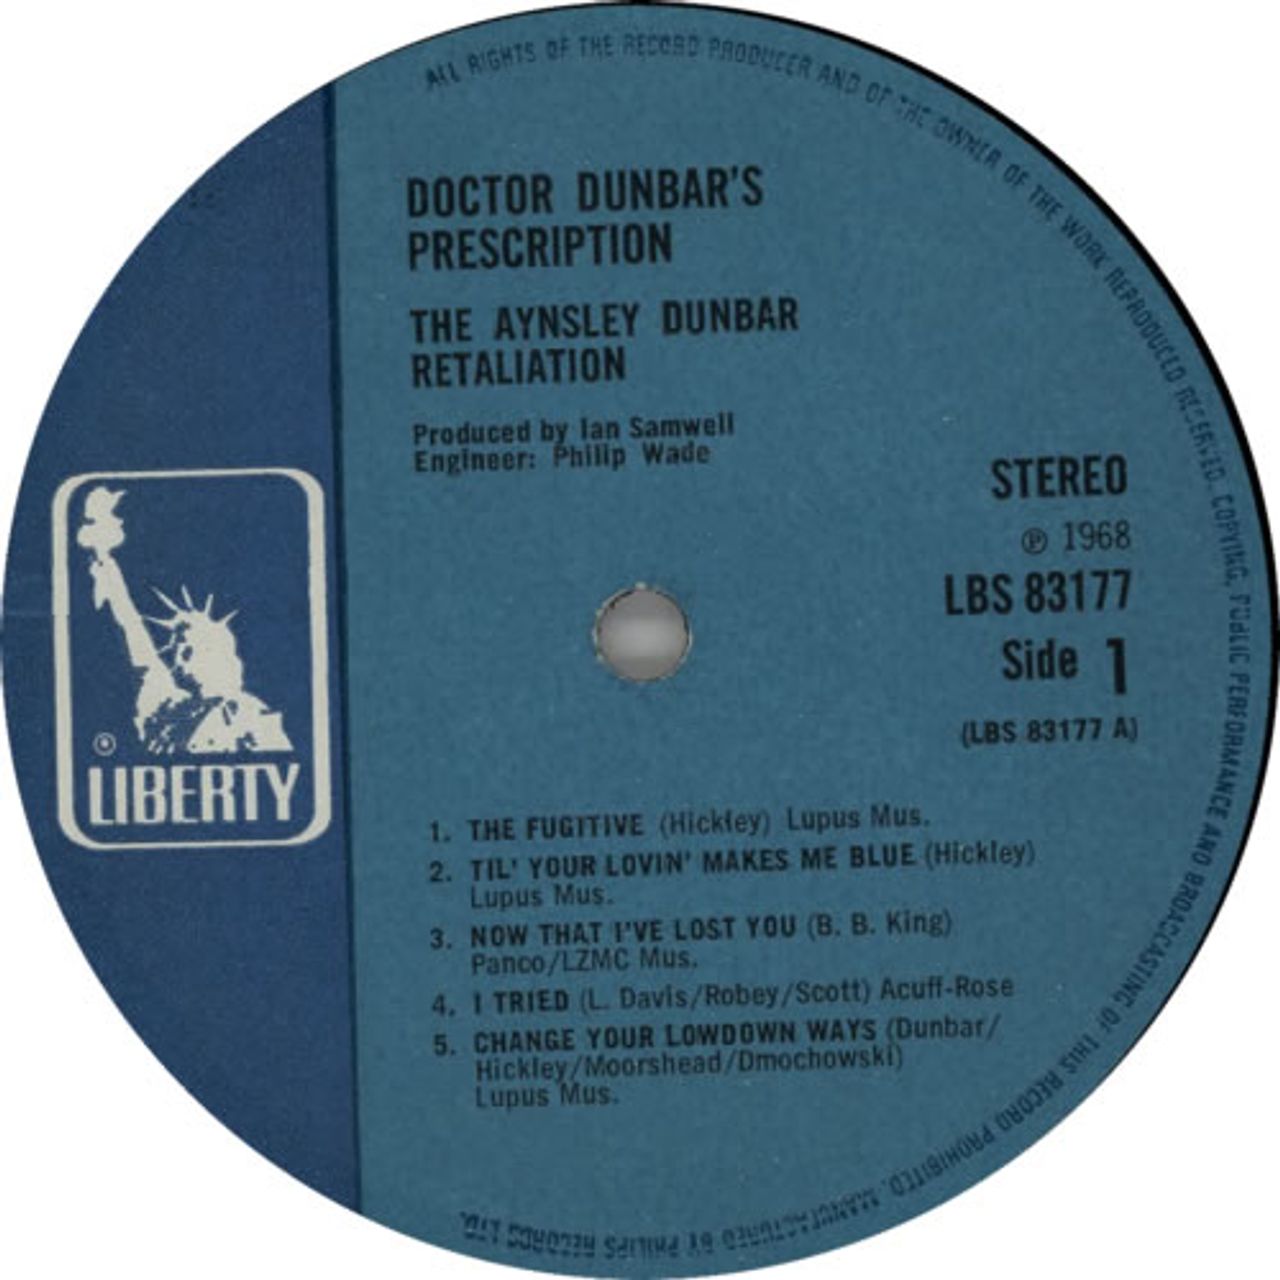 ALL RIGHTS OF THE RECORD PRODUCER AND OF THE OWNER OF THE WORK REPRODUCED RESERVED. COPYING, PUBLIC PERFORMANCE AND BROADCASTING OF THIS RECORD PROHIBITED. MANUFACTURED BY PHILIPS RECORDS LTD.
DOCTOR DUNBAR'S
PRESCRIPTION
THE AYNSLEY DUNBAR
RETALIATION
Produced by Ian Samwell
Engineer: Philip Wade
STEREO
℗ 1968
LBS 83177
Side 1
(LBS 83177 A)
®
LIBERTY
1. THE FUGITIVE (Hickley) Lupus Mus.
2. TIL' YOUR LOVIN' MAKES ME BLUE (Hickley)
Lupus Mus.
3. NOW THAT I'VE LOST YOU (B. B. King)
Panco/LZMC Mus.
4. I TRIED (L. Davis/Robey/Scott) Acuff-Rose
5. CHANGE YOUR LOWDOWN WAYS (Dunbar/
Hickley/Moorshead/Dmochowski)
Lupus Mus.